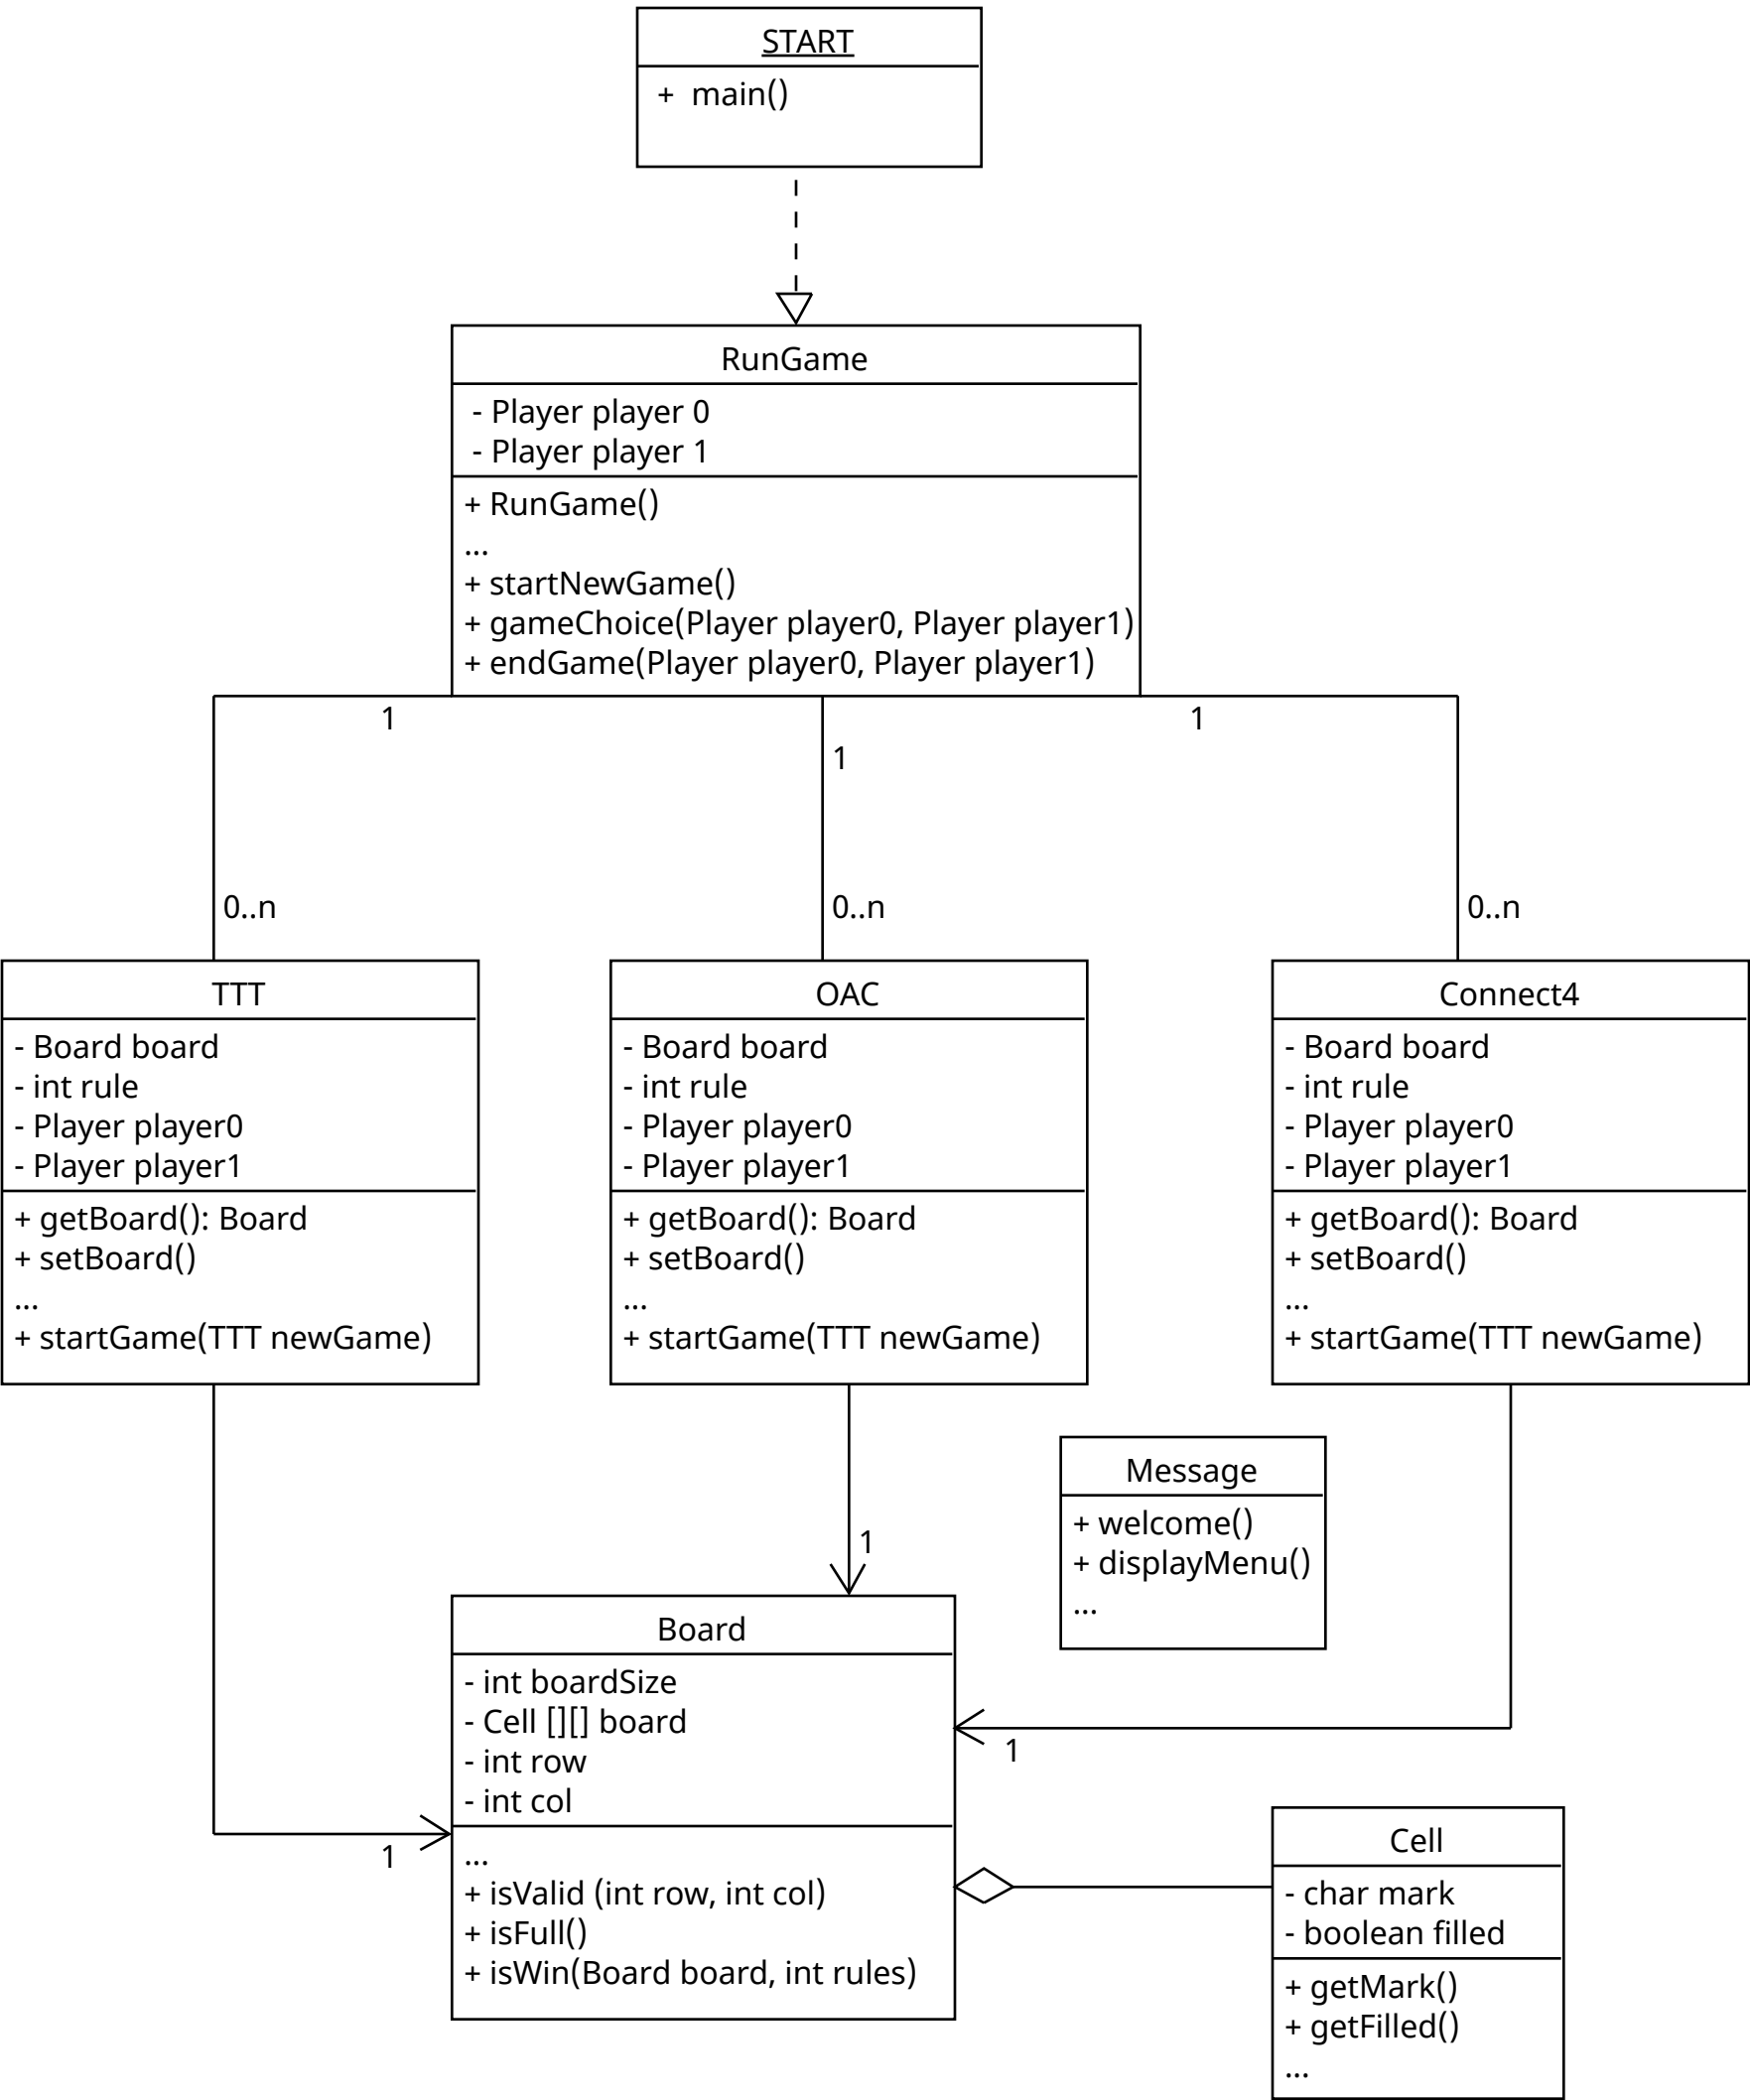 START
+ main()
RunGame
- Player player 0
- Player player 1
+ RunGame()
...
+ startNewGame()
+ gameChoice(Player player0, Player player1)
+ endGame(Player player0, Player player1)
1
1
1
0..n
0..n
0..n
TTT
- Board board
- int rule
- Player player0
- Player player1
+ getBoard(): Board
+ setBoard()
...
+ startGame(TTT newGame)
OAC
- Board board
- int rule
- Player player0
- Player player1
+ getBoard(): Board
+ setBoard()
...
+ startGame(TTT newGame)
Connect4
- Board board
- int rule
- Player player0
- Player player1
+ getBoard(): Board
+ setBoard()
...
+ startGame(TTT newGame)
Message
+ welcome()
+ displayMenu()
...
1
Board
- int boardSize
- Cell [][] board
- int row
- int col
...
+ isValid (int row, int col)
+ isFull()
+ isWin(Board board, int rules)
1
1
Cell
- char mark
- boolean filled
+ getMark()
+ getFilled()
...